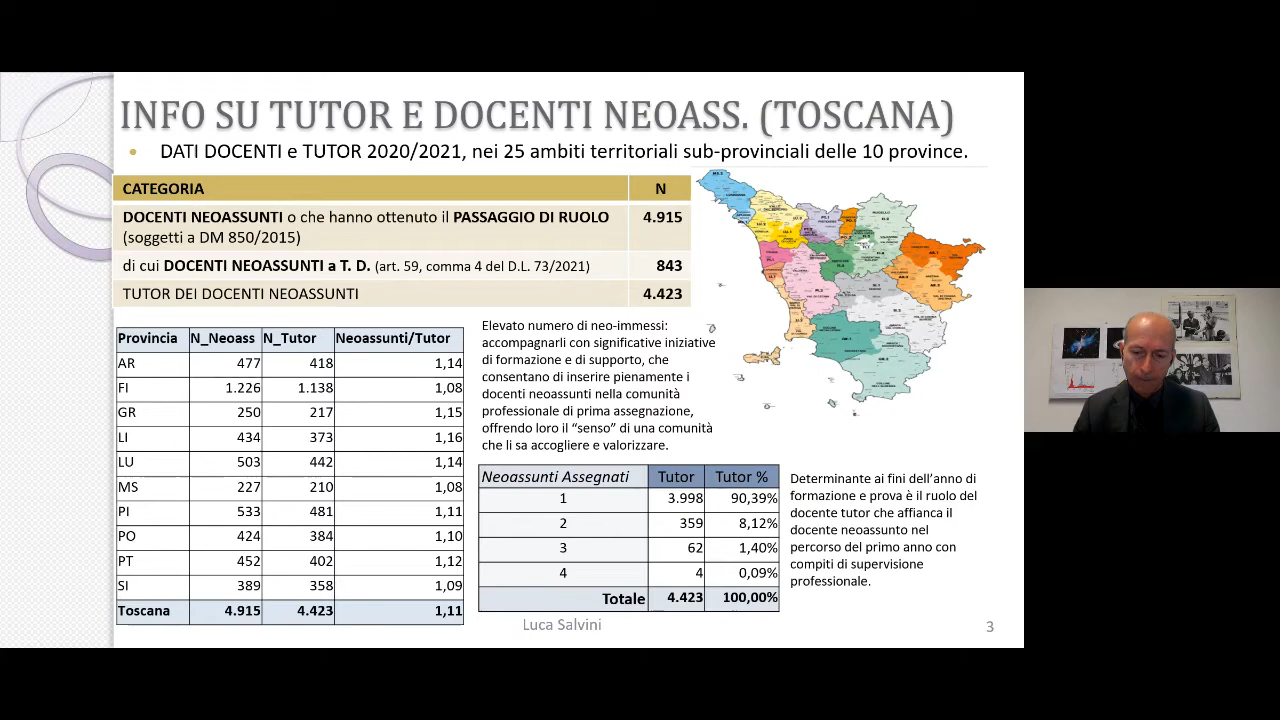 INFO SU TUTOR E DOCENTI NEOASS. (TOSCANA)
• DATI DOCENTI e TUTOR 2020/2021, nei 25 ambiti territoriali sub-provinciali delle 10 province.
CATEGORIA N
DOCENTI NEOASSUNTI o che hanno ottenuto il PASSAGGIO DI RUOLO 4.915
(soggetti a DM 850/2015)
di cui DOCENTI NEOASSUNTI a T. D. (art. 59, comma 4 del D.L. 73/2021) 843
TUTOR DEI DOCENTI NEOASSUNTI 4.423
Provincia N_Neoass N_Tutor Neoassunti/Tutor
AR 477 418 1,14
FI 1.226 1.138 1,08
GR 250 217 1,15
LI 434 373 1,16
LU 503 442 1,14
MS 227 210 1,08
PI 533 481 1,11
PO 424 384 1,10
PT 452 402 1,12
SI 389 358 1,09
Toscana 4.915 4.423 1,11
Elevato numero di neo-immessi:
accompagnarli con significative iniziative
di formazione e di supporto, che
consentano di inserire pienamente i
docenti neoassunti nella comunità
professionale di prima assegnazione,
offrendo loro il “senso” di una comunità
che li sa accogliere e valorizzare.
Neoassunti Assegnati Tutor Tutor %
1 3.998 90,39%
2 359 8,12%
3 62 1,40%
4 4 0,09%
Totale 4.423 100,00%
Determinante ai fini dell’anno di
formazione e prova è il ruolo del
docente tutor che affianca il
docente neoassunto nel
percorso del primo anno con
compiti di supervisione
professionale.
Luca Salvini
3